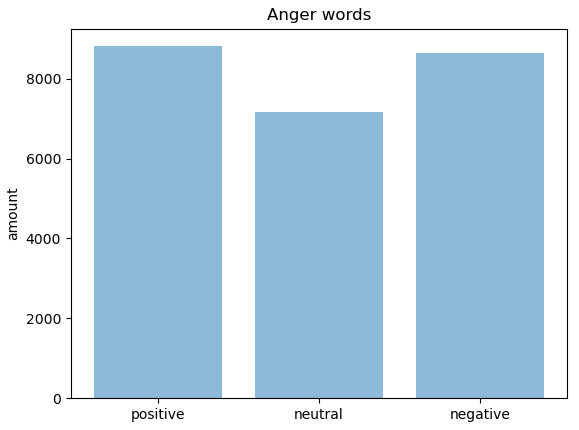 Anger words
8000
6000
4000
2000
0
amount
positive
neutral
negative